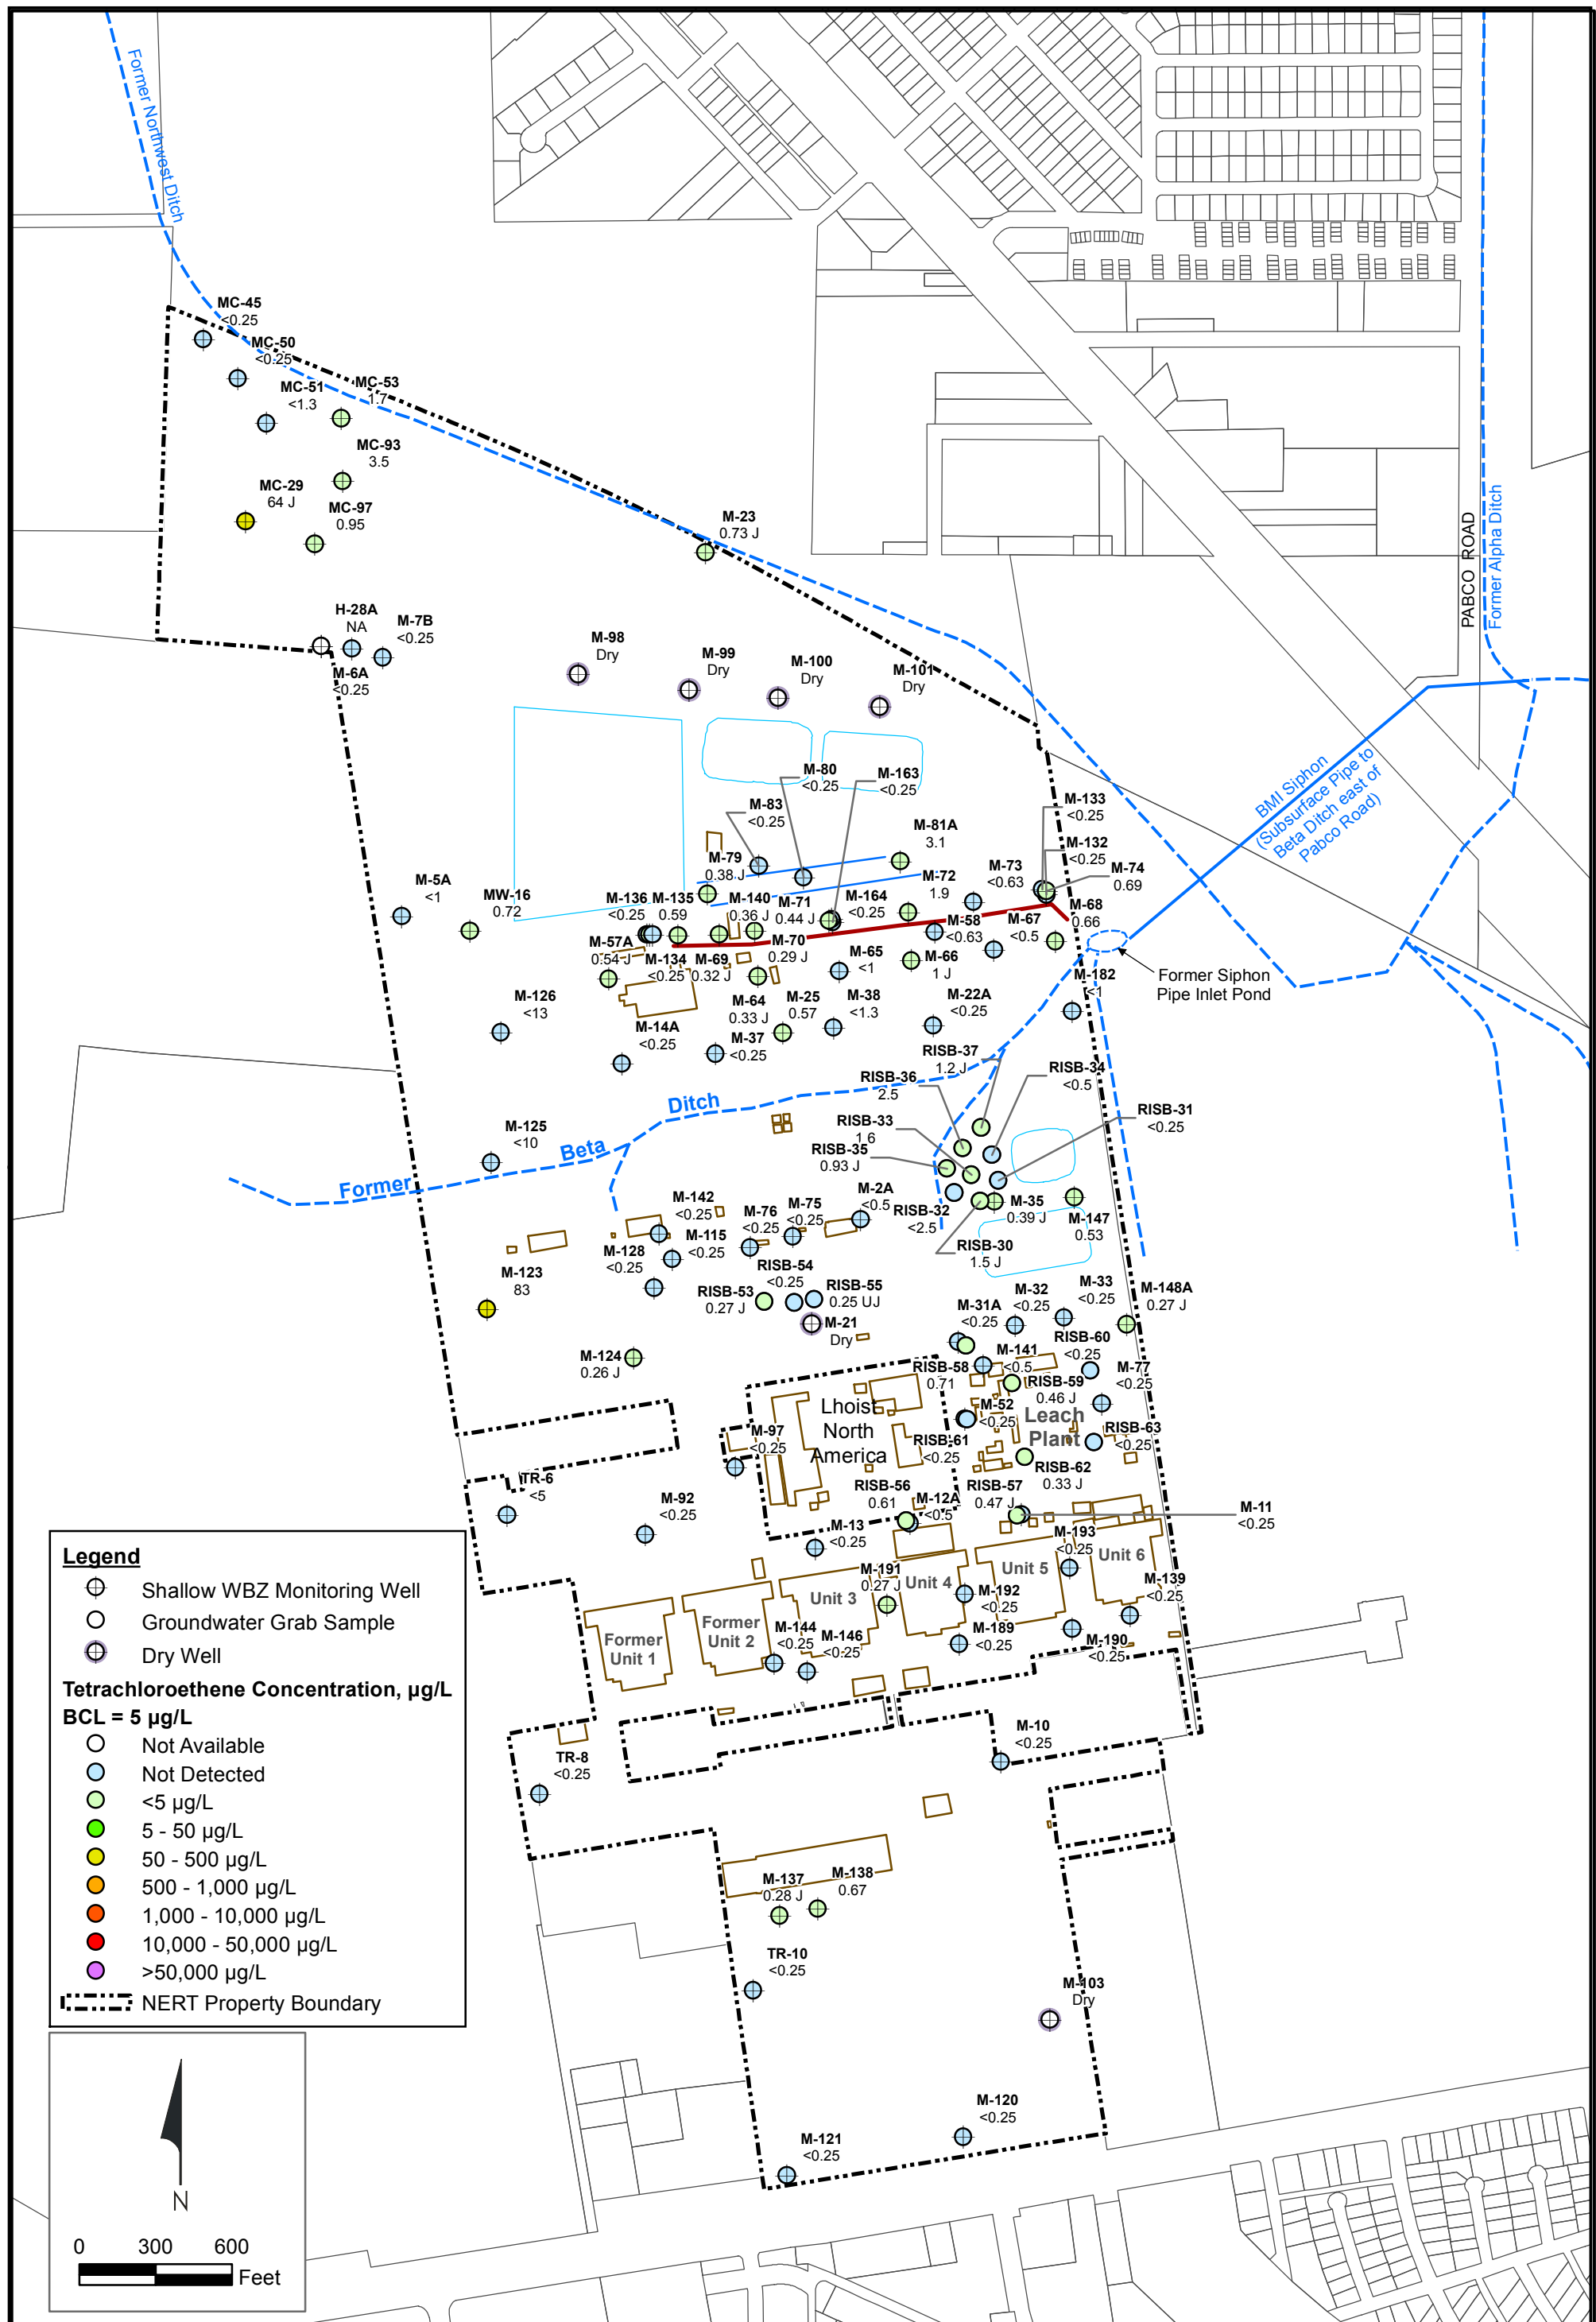 Former Northwest Ditch
MC-45
<0.25
MC-50
<0.25
MC-51
<1.3
MC-53
1.7
MC-93
3.5
MC-29
64 J
MC-97
0.95
M-23
0.73 J
PABCO ROAD
Former Alpha Ditch
H-28A
NA
M-7B
<0.25
M-6A
<0.25
M-98
Dry
M-99
Dry
M-100
Dry
M-101
Dry
BMI Siphon
(Subsurface Pipe to
Beta Ditch east of
Pabco Road)
M-80
<0.25
M-163
<0.25
M-83
<0.25
M-133
<0.25
M-81A
3.1
M-132
<0.25
M-79
0.38 J
M-73
<0.63
M-74
0.69
M-5A
<1
MW-16
0.72
M-136
<0.25
M-135
0.59
M-140
0.36 J
M-71
0.44 J
M-164
<0.25
M-72
1.9
M-58
<0.63
M-67
<0.5
M-68
0.66
M-57A
0.54 J
M-134
<0.25
M-69
0.32 J
M-70
0.29 J
M-65
<1
M-66
1 J
Former Siphon
Pipe Inlet Pond
M-182
<1
M-126
<13
M-14A
<0.25
M-64
0.33 J
M-25
0.57
M-38
<1.3
M-22A
<0.25
M-37
<0.25
RISB-37
1.2 J
RISB-36
2.5
RISB-34
<0.5
RISB-31
<0.25
RISB-33
1.6
RISB-35
0.93 J
M-125
<10
Former Beta Ditch
M-142
<0.25
M-76
<0.25
M-75
<0.25
M-2A
<0.5
RISB-32
<2.5
M-35
0.39 J
M-147
0.53
M-115
<0.25
M-128
<0.25
RISB-30
1.5 J
M-123
83
RISB-54
<0.25
RISB-53
0.27 J
RISB-55
0.25 UJ
M-21
Dry
M-31A
<0.25
M-32
<0.25
M-33
<0.25
M-148A
0.27 J
M-124
0.26 J
RISB-60
<0.25
M-141
<0.5
RISB-58
0.71
RISB-59
0.46 J
M-77
<0.25
Lhoist
North
America
M-52
<0.25
Leach
Plant
M-97
<0.25
RISB-61
<0.25
RISB-63
<0.25
RISB-62
0.33 J
TR-6
<5
M-92
<0.25
RISB-56
0.61
M-12A
<0.5
RISB-57
0.47 J
M-11
<0.25
M-13
<0.25
M-193
<0.25
Unit 6
Unit 5
Unit 4
Unit 3
M-191
0.27 J
M-192
<0.25
M-139
<0.25
Former
Unit 2
Former
Unit 1
M-144
<0.25
M-146
<0.25
M-189
<0.25
M-190
<0.25
TR-8
<0.25
M-10
<0.25
M-137
0.28 J
M-138
0.67
TR-10
<0.25
M-103
Dry
M-120
<0.25
M-121
<0.25
Legend
Shallow WBZ Monitoring Well
Groundwater Grab Sample
Dry Well
Tetrachloroethene Concentration, µg/L
BCL = 5 µg/L
Not Available
Not Detected
<5 µg/L
5 - 50 µg/L
50 - 500 µg/L
500 - 1,000 µg/L
1,000 - 10,000 µg/L
10,000 - 50,000 µg/L
>50,000 µg/L
NERT Property Boundary
N
0 300 600
Feet